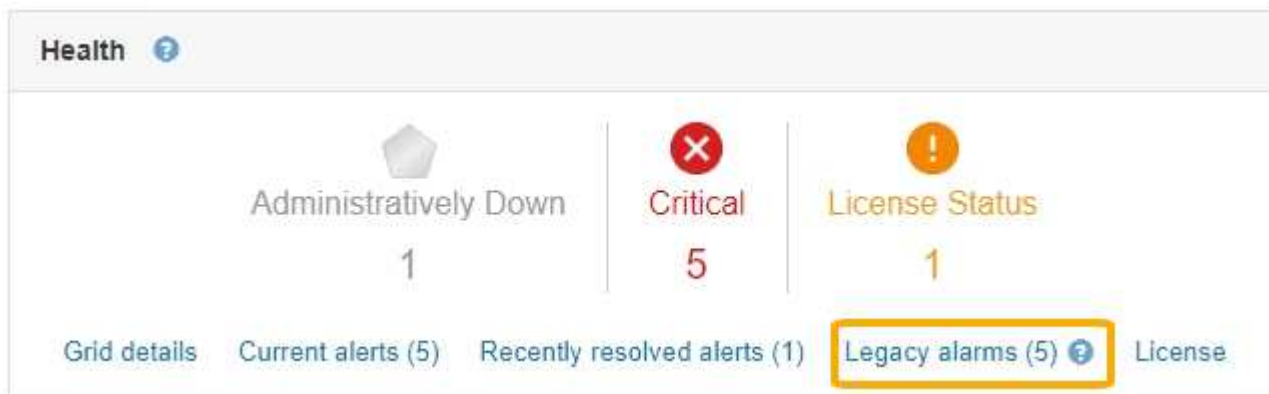 Health ?
Administratively Down Critical License Status
1 5 1
Grid details Current alerts (5) Recently resolved alerts (1) Legacy alarms (5) ? License